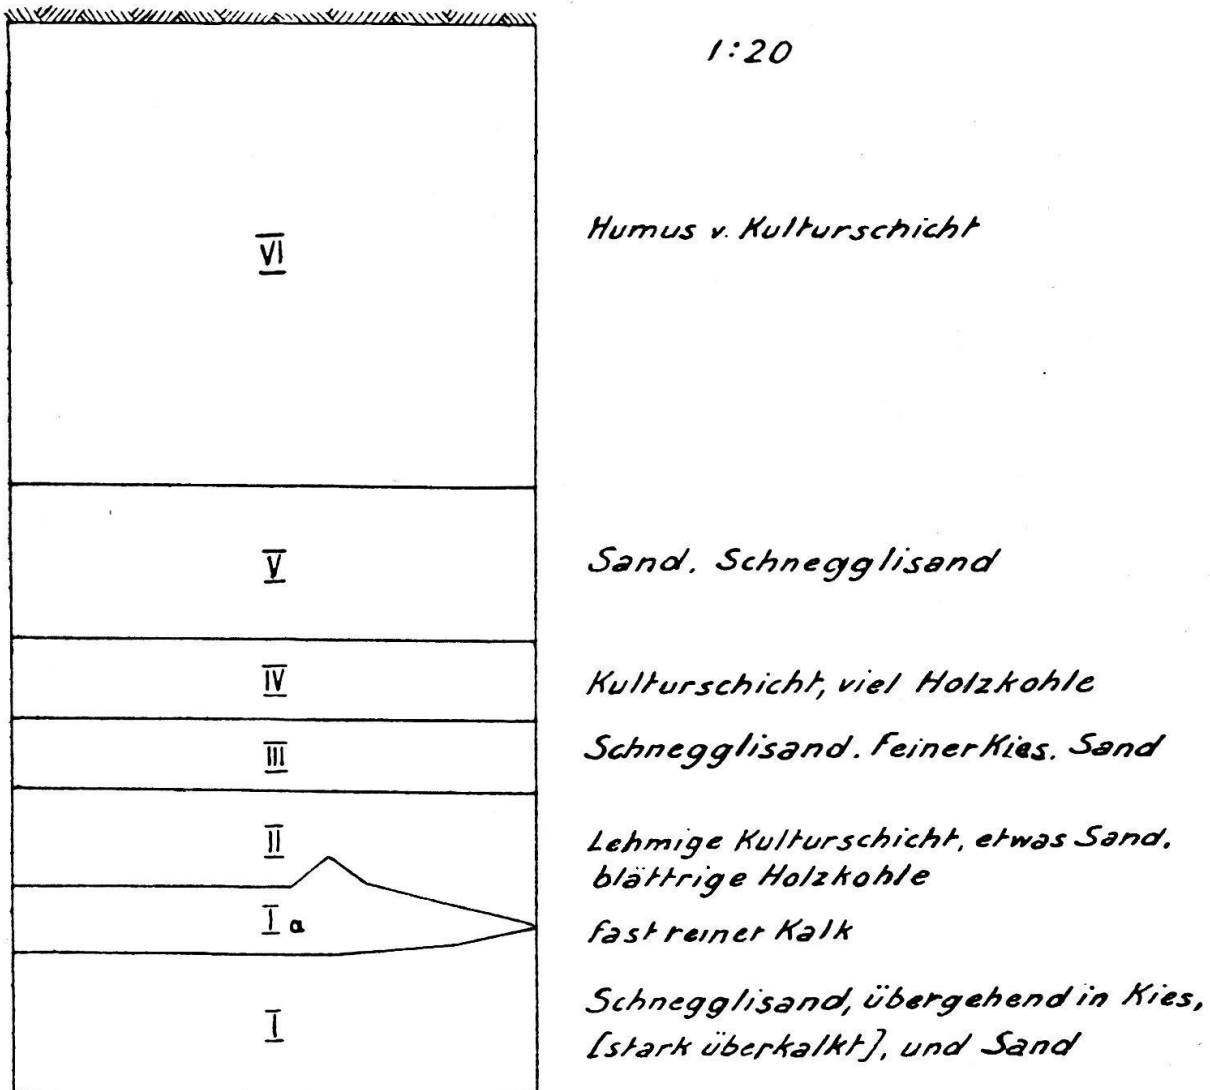 1:20
VI
Humus v. Kulturschicht
V
Sand. Schnegglisand
IV
Kulturschicht, viel Holzkohle
III
Schnegglisand. Feiner Kies. Sand
II
Lehmige Kulturschicht, etwas Sand.
blättrige Holzkohle
I a
fast reiner Kalk
I
Schnegglisand, übergehend in Kies,
[stark überkalkt], und Sand